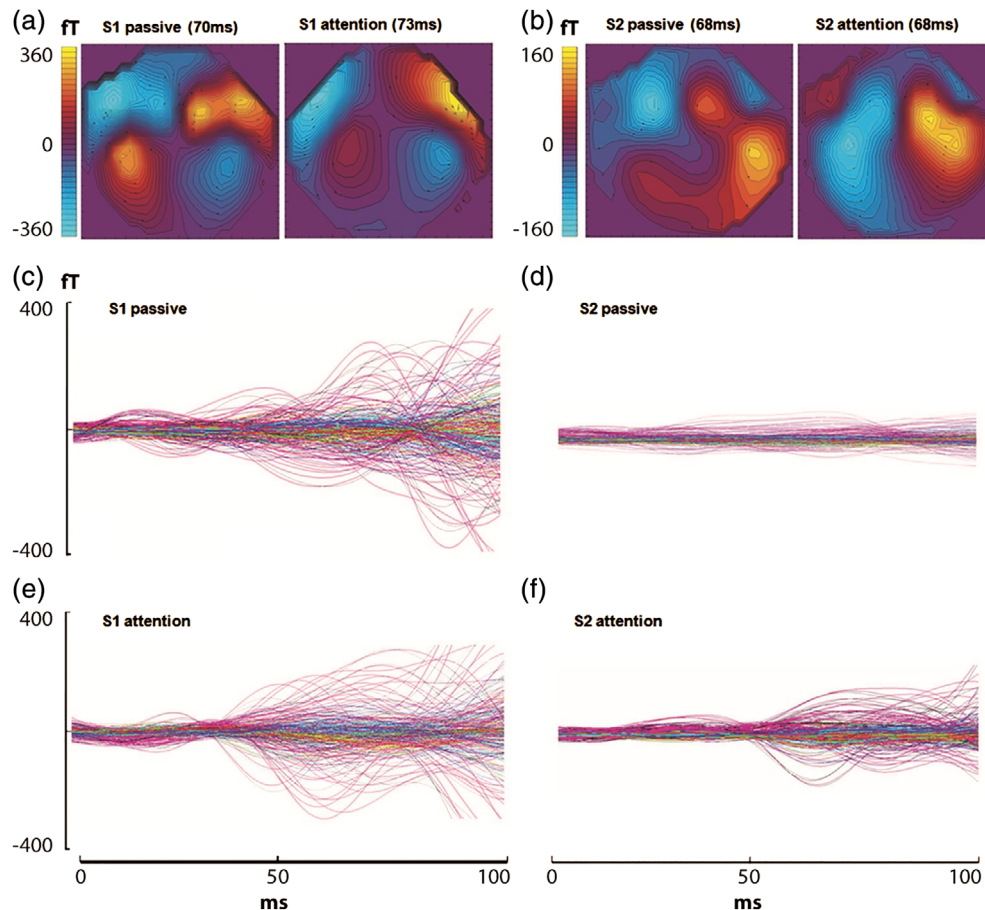 (a) S1 passive (70ms) S1 attention (73ms) (b) S2 passive (68ms) S2 attention (68ms)
fT fT
360 160
0 0
-360 -160
(c) fT (d)
400 S1 passive S2 passive
-400
(e) (f)
400 S1 attention S2 attention
-400
0 50 100 0 50 100
ms ms